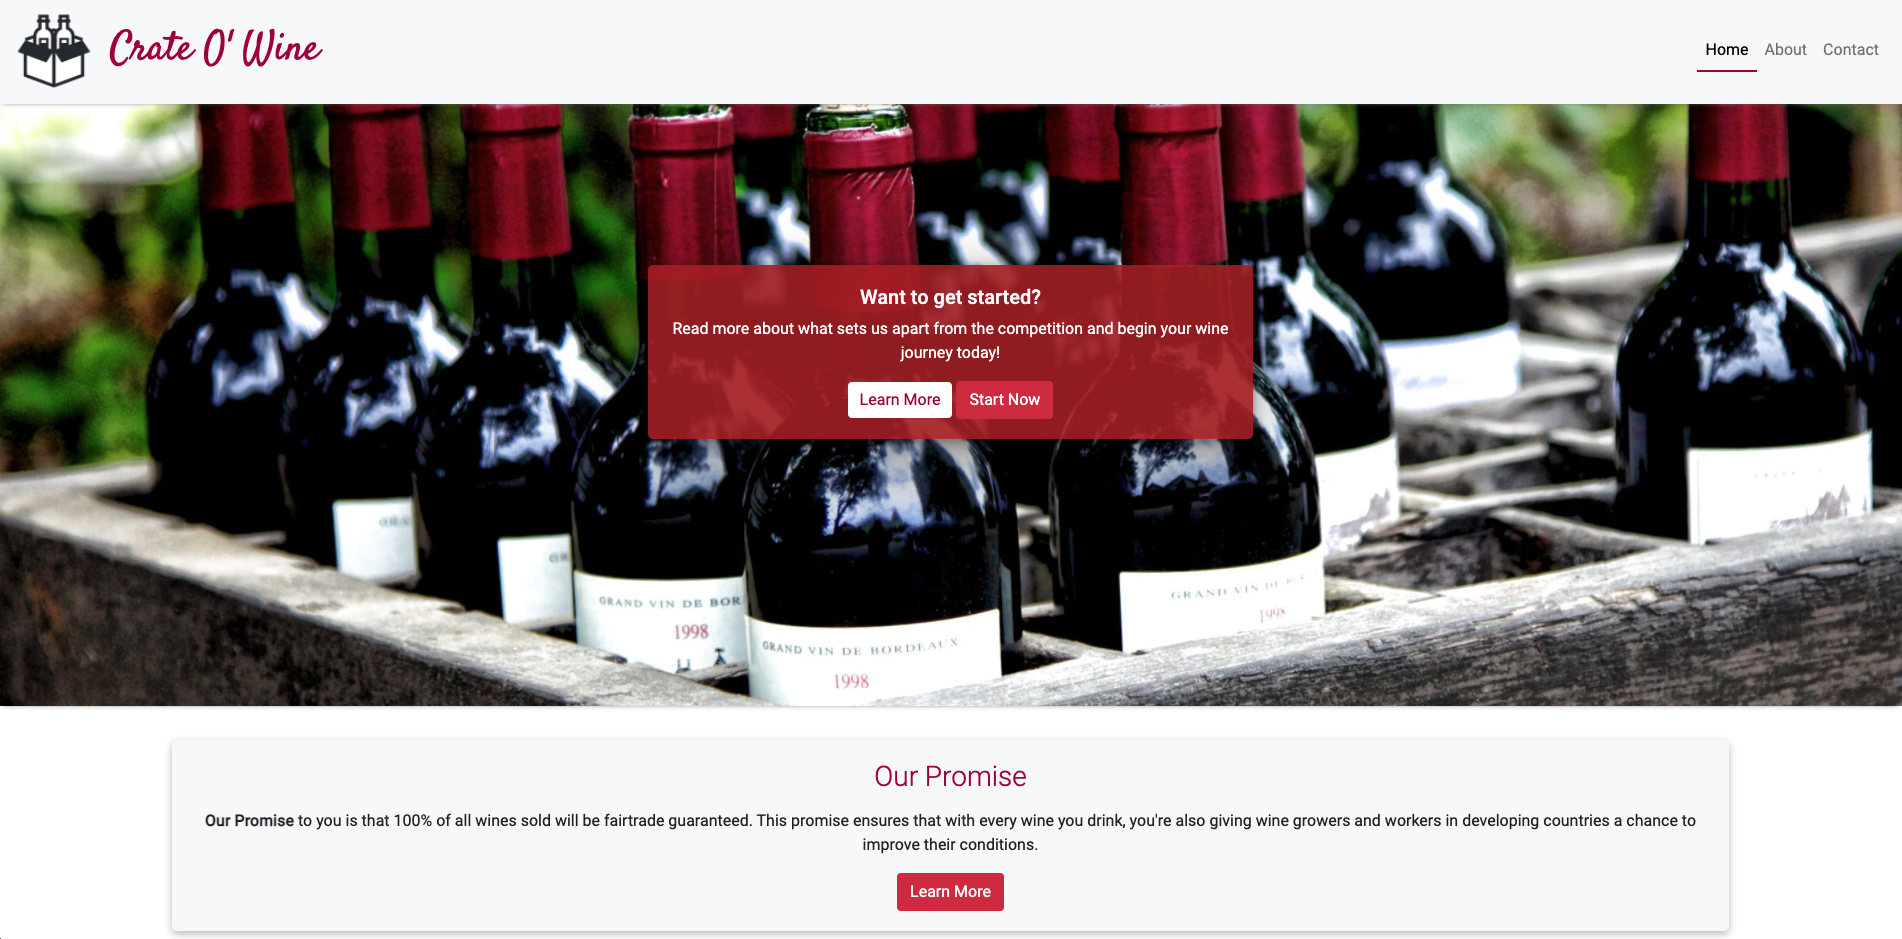 Crate O' Wine
Home About Contact
Want to get started?
Read more about what sets us apart from the competition and begin your wine
journey today!
Learn More Start Now
GRA
GR
GRAND VIN DE BOR
1998
GRAND VIN DE BORDEAUX
1998
GRAND VIN DE BOR
1998
Our Promise
Our Promise to you is that 100% of all wines sold will be fairtrade guaranteed. This promise ensures that with every wine you drink, you're also giving wine growers and workers in developing countries a chance to
improve their conditions.
Learn More